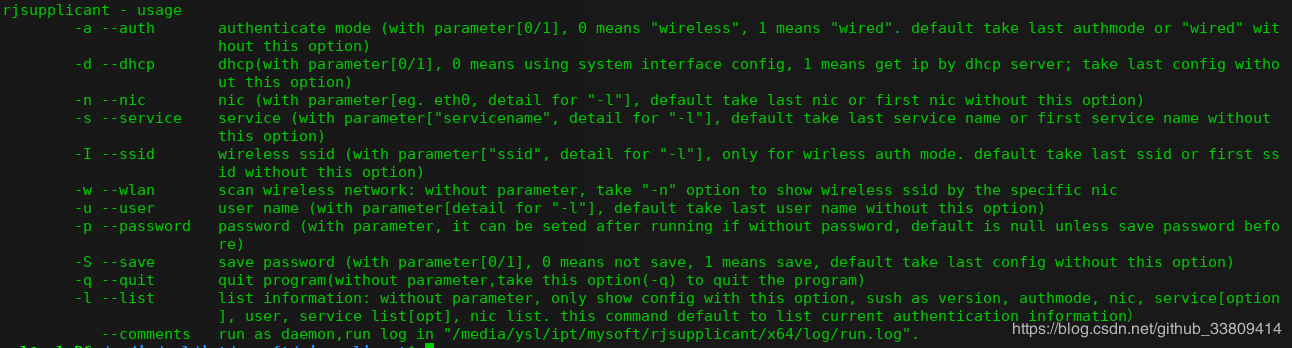 rjsupplicant - usage
-a --auth authenticate mode (with parameter[0/1], 0 means "wireless", 1 means "wired". default take last authmode or "wired" wit
hout this option)
-d --dhcp dhcp(with parameter[0/1], 0 means using system interface config, 1 means get ip by dhcp server; take last config witho
ut this option)
-n --nic nic (with parameter[eg. eth0, detail for "-l"], default take last nic or first nic without this option)
-s --service service (with parameter["servicename", detail for "-l"], default take last service name or first service name without
this option)
-I --ssid wireless ssid (with parameter["ssid", detail for "-l"], only for wirless auth mode. default take last ssid or first ss
id without this option)
-w --wlan scan wireless network: without parameter, take "-n" option to show wireless ssid by the specific nic
-u --user user name (with parameter[detail for "-l"], default take last user name without this option)
-p --password password (with parameter, it can be seted after running if without password, default is null unless save password befo
re)
-S --save save password (with parameter[0/1], 0 means not save, 1 means save, default take last config without option)
-q --quit quit program(without parameter,take this option(-q) to quit the program)
-l --list list information: without parameter, only show config with this option, sush as version, authmode, nic, service[option
], user, service list[opt], nic list. this command default to list current authentication information)
--comments run as daemon,run log in "/media/ysl/ipt/mysoft/rjsupplicant/x64/log/run.log".
https://blog.csdn.net/github_33809414